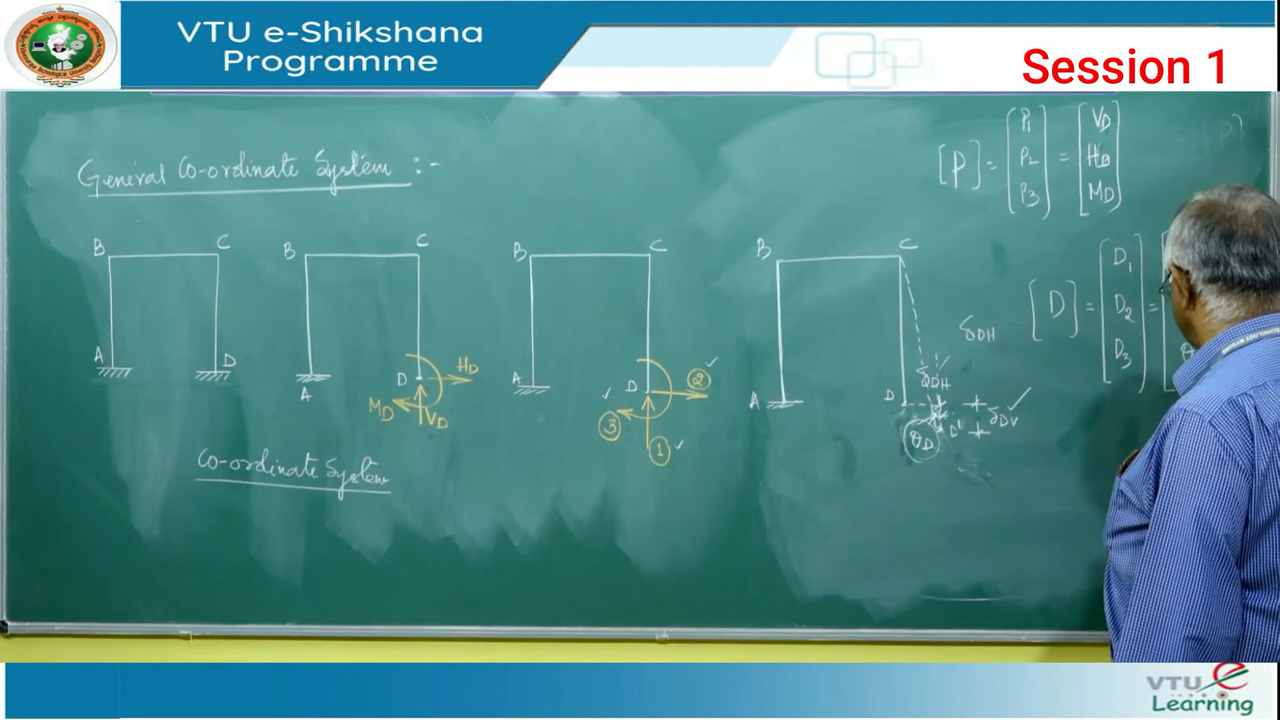 VTU e-Shikshana
Programme
Session 1
General Co-ordinate System :-
[P] = [P1 P2 P3] = [VD HD MD]
B C
A D
B C
A D HD
MD VD
B C
A D 2
3 1
B C
A D
δDH
δDH
δDV
θD D'
[D] = [D1 D2 D3] = [
θ
Co-ordinate System
VTU
Learning